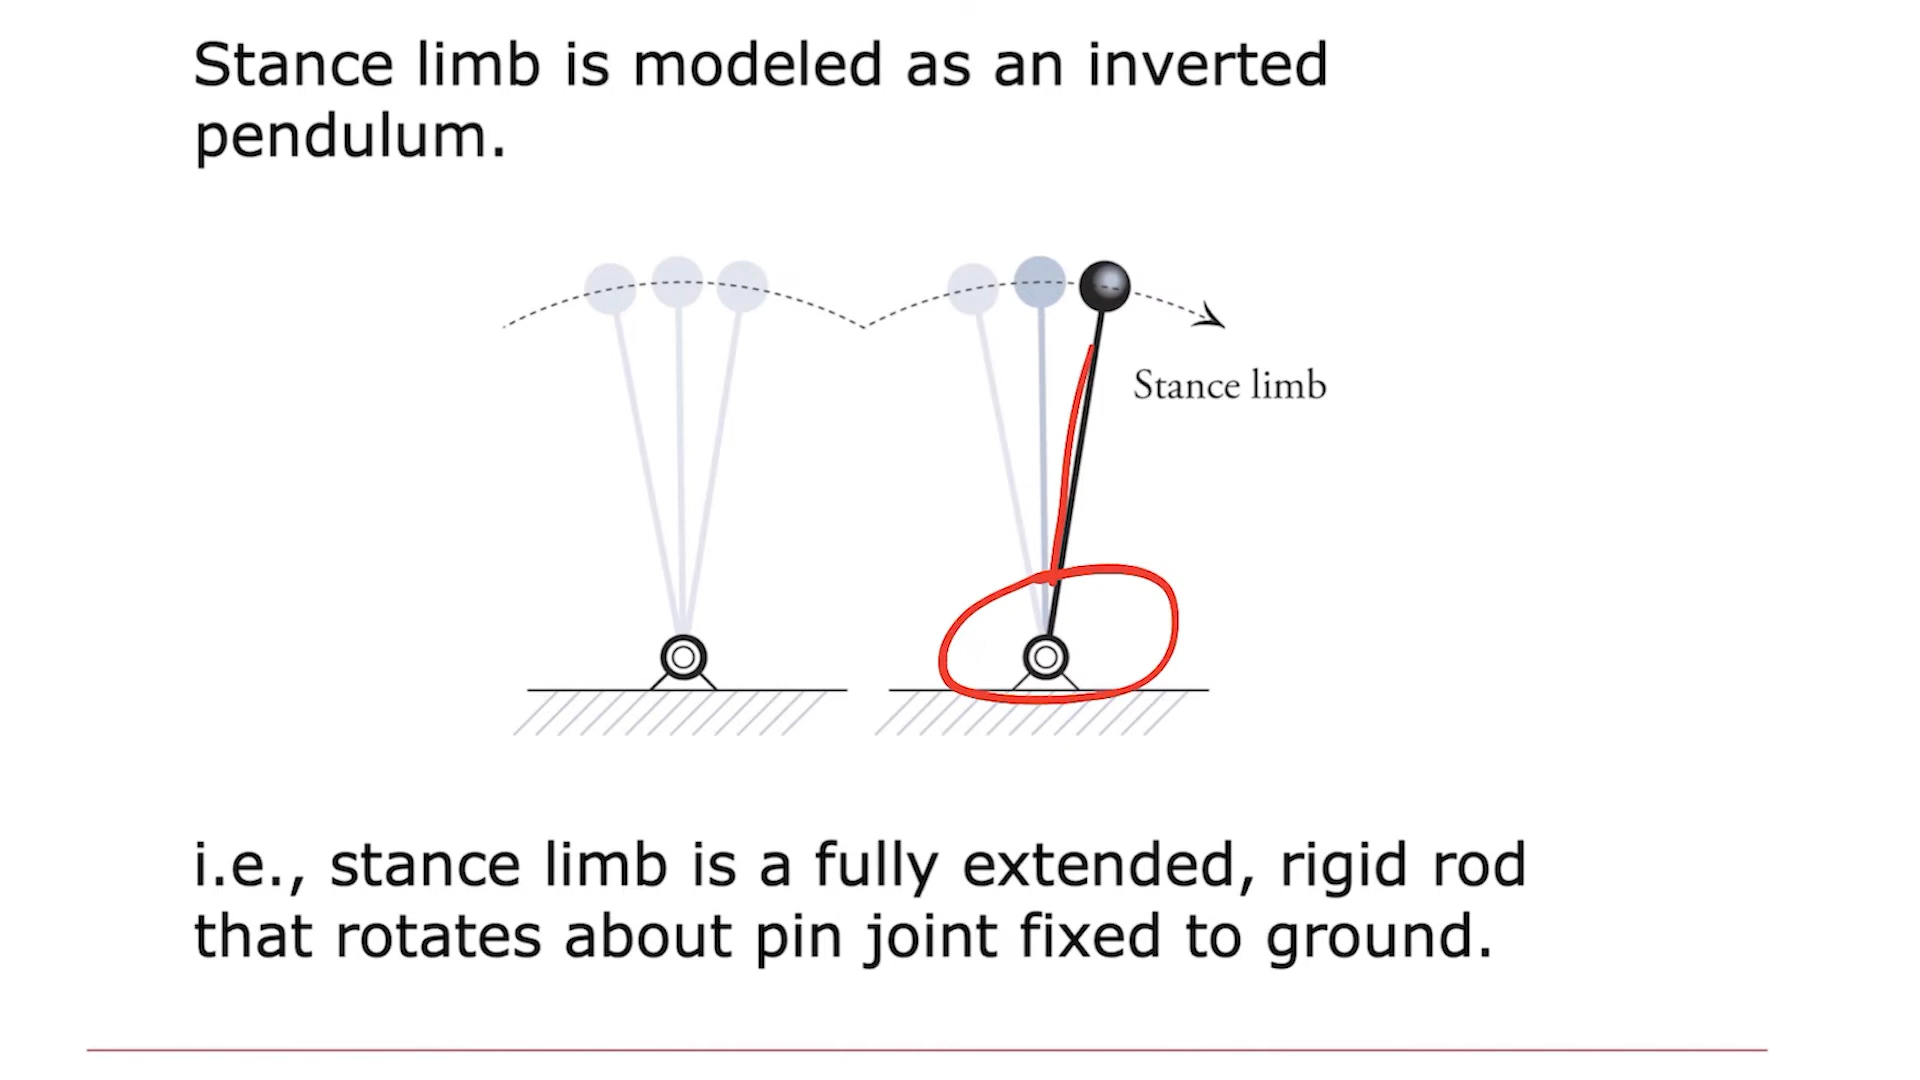 Stance limb is modeled as an inverted
pendulum.
Stance limb
i.e., stance limb is a fully extended, rigid rod
that rotates about pin joint fixed to ground.